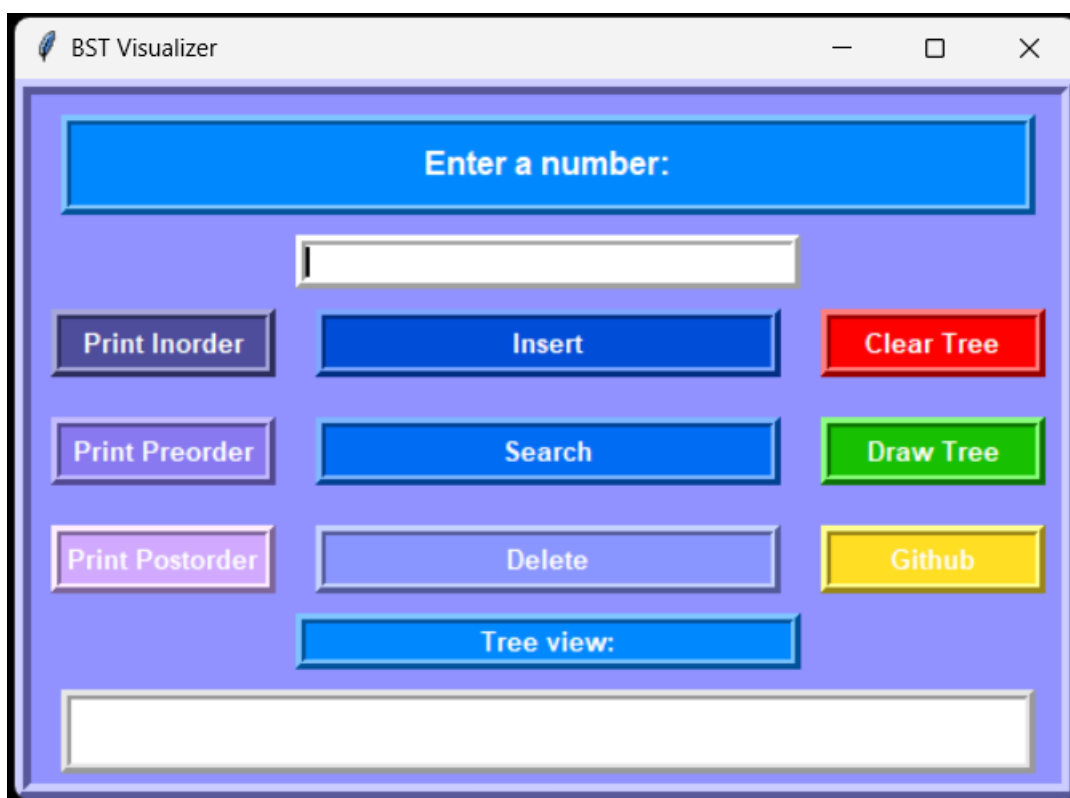 BST Visualizer
Enter a number:
Print Inorder
Insert
Clear Tree
Print Preorder
Search
Draw Tree
Print Postorder
Delete
Github
Tree view: